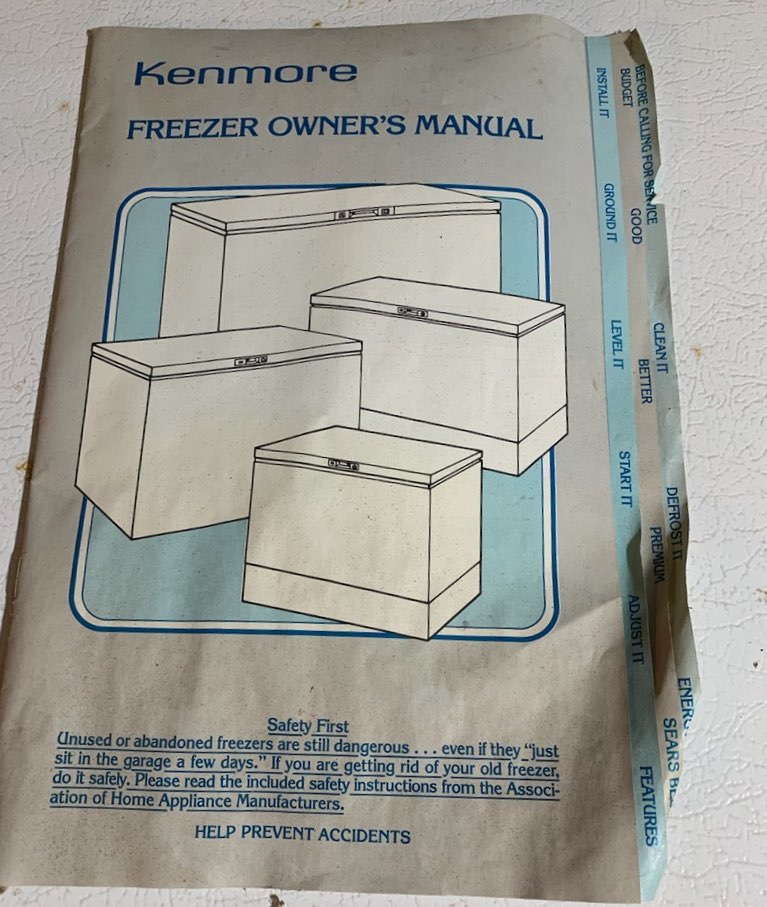 Kenmore
FREEZER OWNER'S MANUAL
Safety First
Unused or abandoned freezers are still dangerous . . . even if they "just
sit in the garage a few days." If you are getting rid of your old freezer,
do it safely. Please read the included safety instructions from the Associ-
ation of Home Appliance Manufacturers.
HELP PREVENT ACCIDENTS
INSTALL IT
GROUND IT
LEVEL IT
START IT
ADJUST IT
FEATURES
BUDGET
GOOD
BETTER
PREMIUM
SEARS
BEFORE CALLING FOR SERVICE
CLEAN IT
DEFROST IT